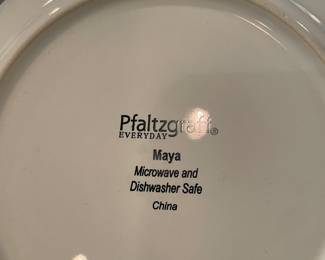 Pfaltzgraff®
EVERYDAY
Maya
Microwave and
Dishwasher Safe
China